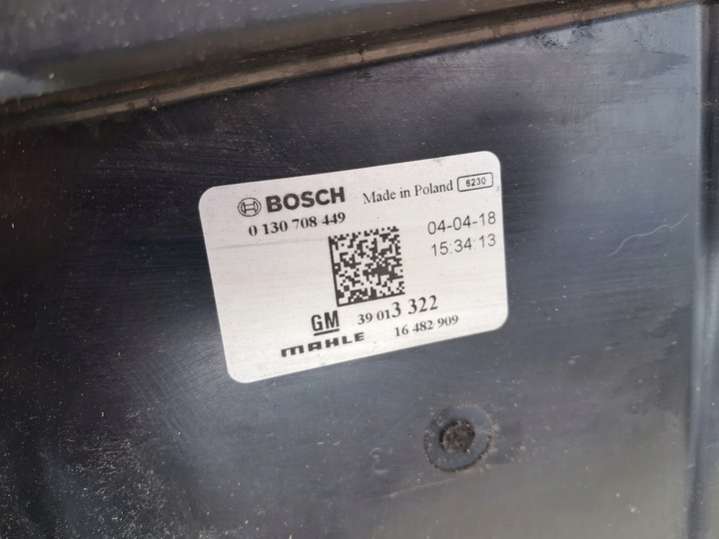 BOSCH Made in Poland 6230
0 130 708 449
04-04-18
15:34:13
GM 39 013 322
MAHLE 16 482 909